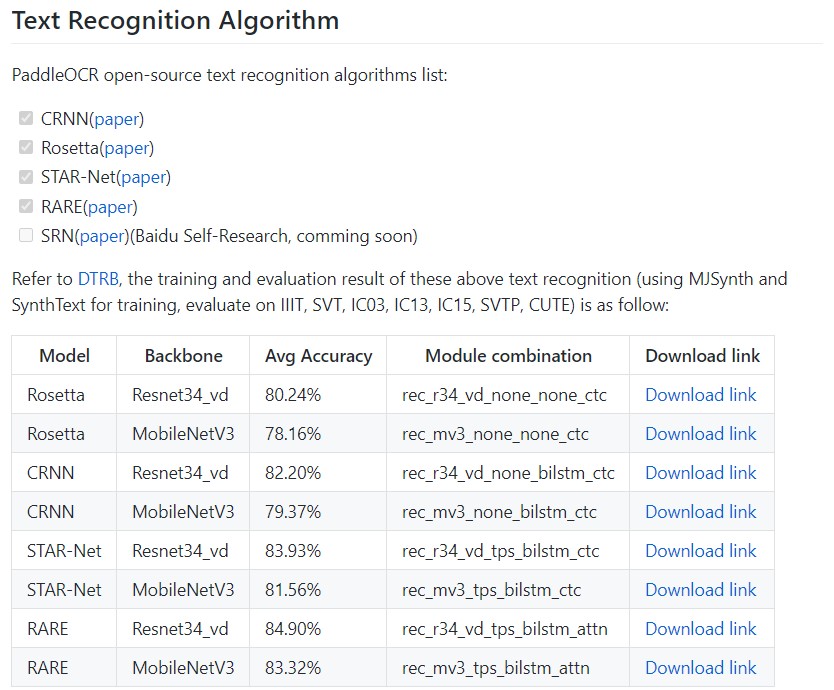 Text Recognition Algorithm
PaddleOCR open-source text recognition algorithms list:
CRNN(paper)
Rosetta(paper)
STAR-Net(paper)
RARE(paper)
SRN(paper)(Baidu Self-Research, comming soon)
Refer to DTRB, the training and evaluation result of these above text recognition (using MJSynth and
SynthText for training, evaluate on IIIT, SVT, IC03, IC13, IC15, SVTP, CUTE) is as follow:
Model Backbone Avg Accuracy Module combination Download link
Rosetta Resnet34_vd 80.24% rec_r34_vd_none_none_ctc Download link
Rosetta MobileNetV3 78.16% rec_mv3_none_none_ctc Download link
CRNN Resnet34_vd 82.20% rec_r34_vd_none_bilstm_ctc Download link
CRNN MobileNetV3 79.37% rec_mv3_none_bilstm_ctc Download link
STAR-Net Resnet34_vd 83.93% rec_r34_vd_tps_bilstm_ctc Download link
STAR-Net MobileNetV3 81.56% rec_mv3_tps_bilstm_ctc Download link
RARE Resnet34_vd 84.90% rec_r34_vd_tps_bilstm_attn Download link
RARE MobileNetV3 83.32% rec_mv3_tps_bilstm_attn Download link